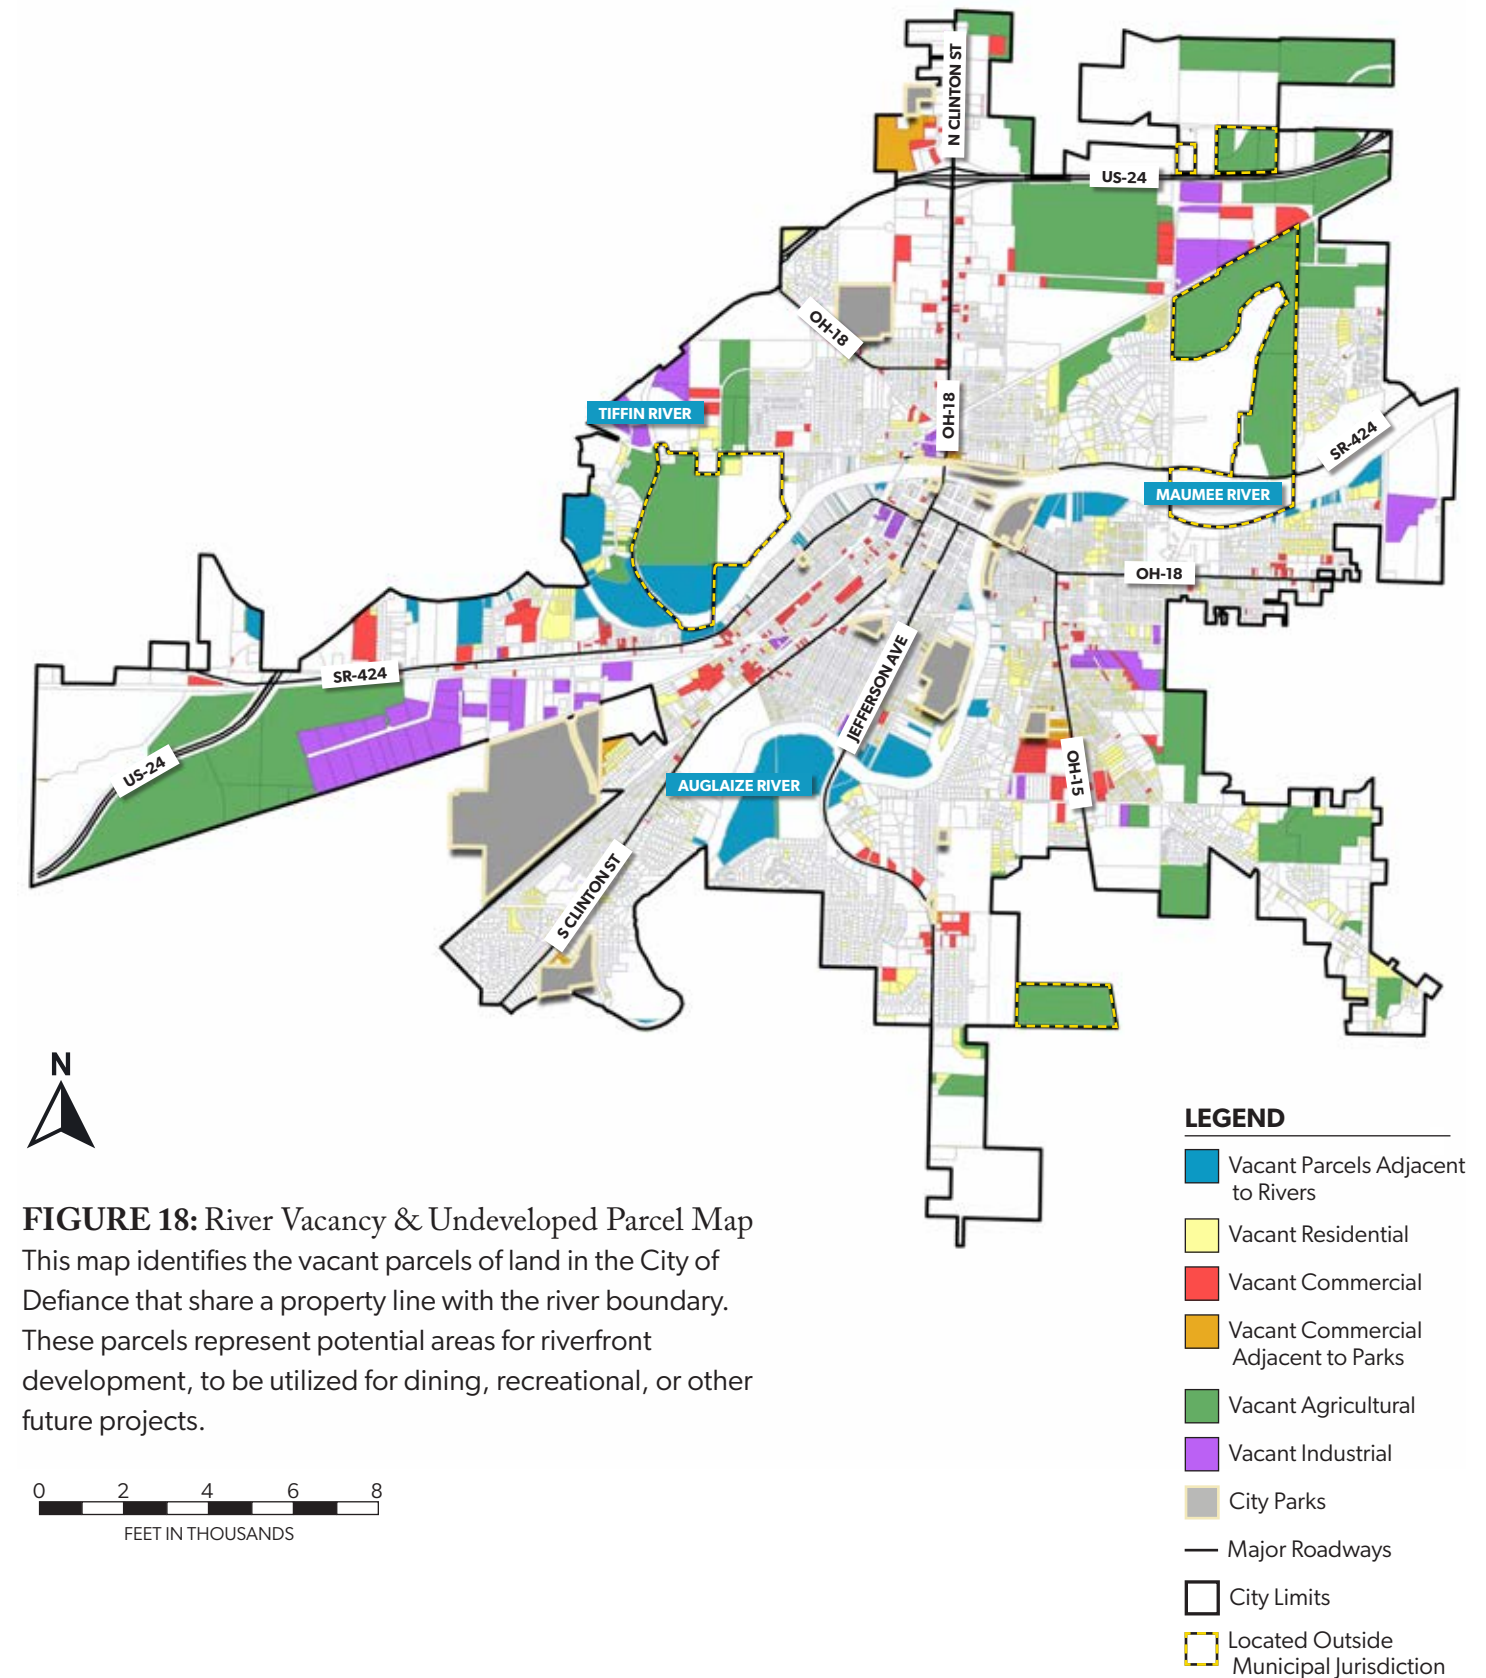 N CLINTON ST
US-24
OH-18
TIFFIN RIVER
OH-18
SR-424
MAUMEE RIVER
OH-18
SR-424
JEFFERSON AVE
US-24
AUGLAIZE RIVER
OH-15
S CLINTON ST
N
FIGURE 18: River Vacancy & Undeveloped Parcel Map
This map identifies the vacant parcels of land in the City of
Defiance that share a property line with the river boundary.
These parcels represent potential areas for riverfront
development, to be utilized for dining, recreational, or other
future projects.
0 2 4 6 8
FEET IN THOUSANDS
LEGEND
Vacant Parcels Adjacent
to Rivers
Vacant Residential
Vacant Commercial
Vacant Commercial
Adjacent to Parks
Vacant Agricultural
Vacant Industrial
City Parks
Major Roadways
City Limits
Located Outside
Municipal Jurisdiction